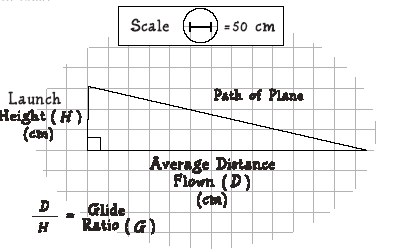 Scale = 50 cm
Path of Plane
Launch
Height (H)
(cm)
Average Distance
Flown (D)
(cm)
D
H
= Glide
Ratio (G)